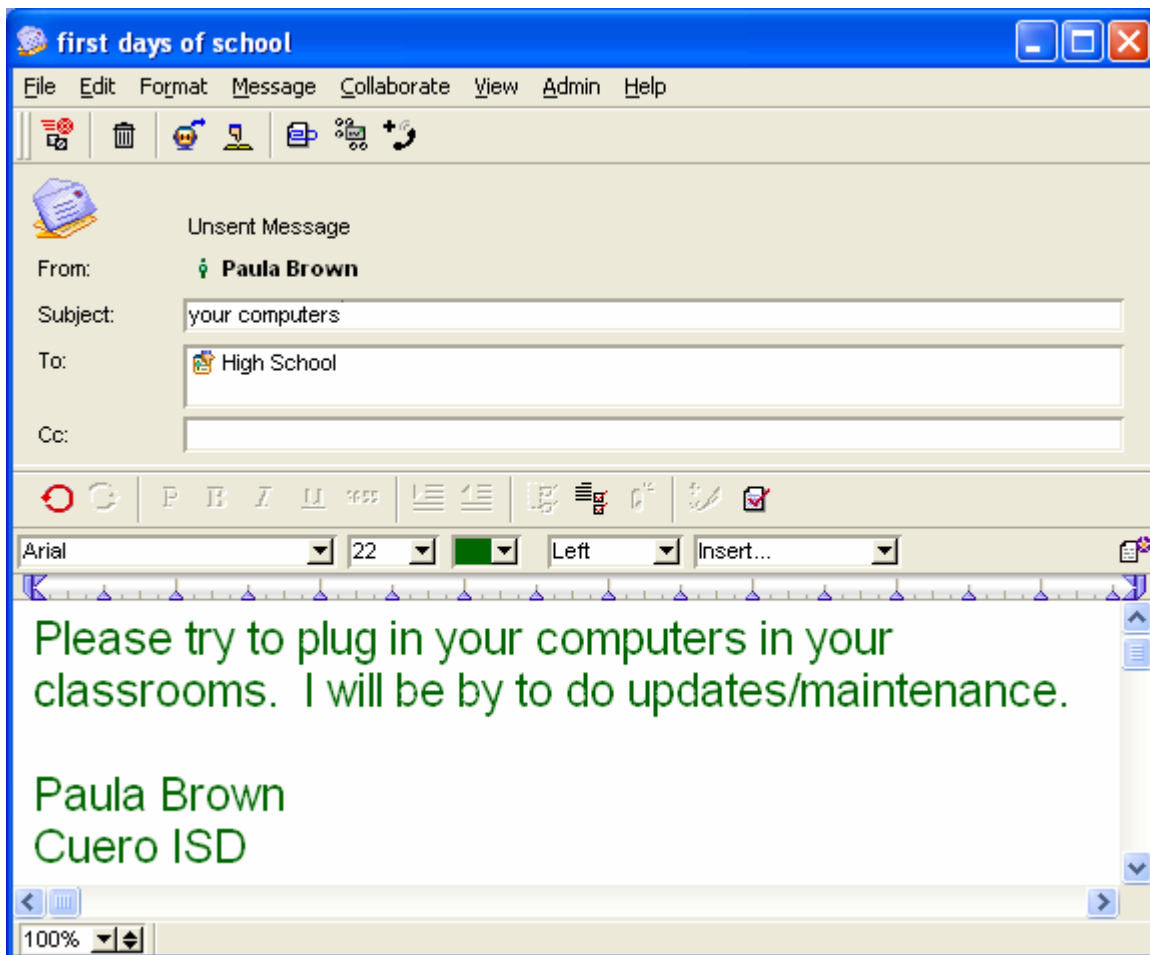 first days of school
File Edit Format Message Collaborate View Admin Help
Unsent Message
From: Paula Brown
Subject: your computers
To: High School
Cc:
P B I U
Arial 22 Left Insert...
Please try to plug in your computers in your
classrooms.  I will be by to do updates/maintenance.
Paula Brown
Cuero ISD
100%